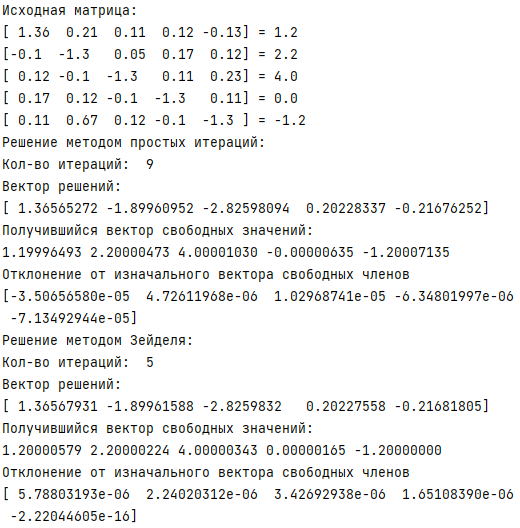 Исходная матрица:
[ 1.36  0.21  0.11  0.12 -0.13] = 1.2
[-0.1  -1.3   0.05  0.17  0.12] = 2.2
[ 0.12 -0.1  -1.3   0.11  0.23] = 4.0
[ 0.17  0.12 -0.1  -1.3   0.11] = 0.0
[ 0.11  0.67  0.12 -0.1  -1.3 ] = -1.2
Решение методом простых итераций:
Кол-во итераций:  9
Вектор решений:
[ 1.36565272 -1.89960952 -2.82598094  0.20228337 -0.21676252]
Получившийся вектор свободных значений:
1.19996493 2.20000473 4.00001030 -0.00000635 -1.20007135
Отклонение от изначального вектора свободных членов
[-3.50656580e-05  4.72611968e-06  1.02968741e-05 -6.34801997e-06
 -7.13492944e-05]
Решение методом Зейделя:
Кол-во итераций:  5
Вектор решений:
[ 1.36567931 -1.89961588 -2.8259832   0.20227558 -0.21681805]
Получившийся вектор свободных значений:
1.20000579 2.20000224 4.00000343 0.00000165 -1.20000000
Отклонение от изначального вектора свободных членов
[ 5.78803193e-06  2.24020312e-06  3.42692938e-06  1.65108390e-06
 -2.22044605e-16]